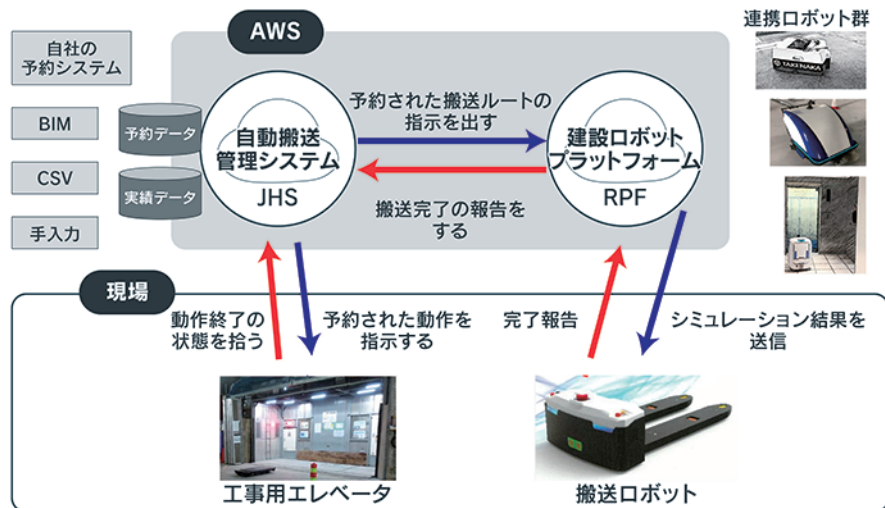 AWS
連携ロボット群
自社の
予約システム
BIM
CSV
手入力
予約データ
実績データ
自動搬送
管理システム
JHS
予約された搬送ルートの
指示を出す
搬送完了の報告を
する
建設ロボット
プラットフォーム
RPF
TAKENAKA
現場
動作終了の
状態を拾う
予約された動作を
指示する
完了報告
シミュレーション結果を
送信
工事用エレベータ
搬送ロボット